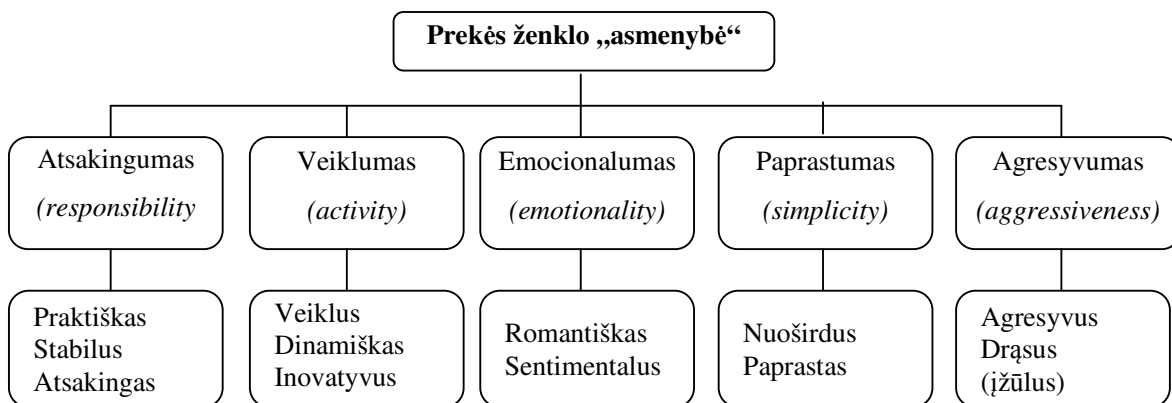 Prekės ženklo „asmenybė“
Atsakingumas
(responsibility
Veiklumas
(activity)
Emocionalumas
(emotionality)
Paprastumas
(simplicity)
Agresyvumas
(aggressiveness)
Praktiškas
Stabilus
Atsakingas
Veiklus
Dinamiškas
Inovatyvus
Romantiškas
Sentimentalus
Nuoširdus
Paprastas
Agresyvus
Drąsus
(įžūlus)